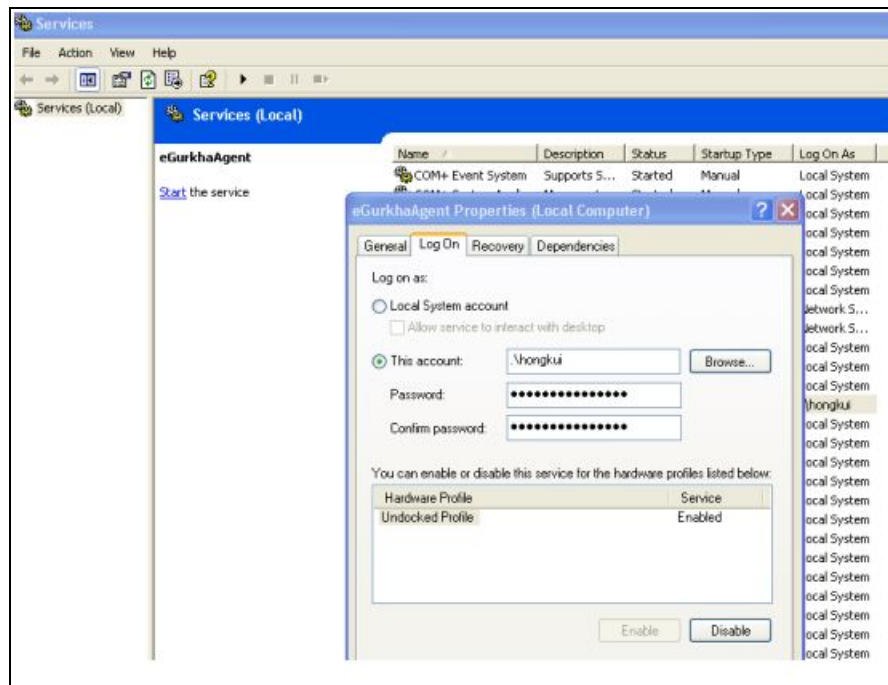 Services
File Action View Help
Services (Local)
Services (Local)
eGurkhaAgent
Start the service
Name Description Status Startup Type Log On As
COM+ Event System Supports S... Started Manual Local System
ocal System
eGurkhaAgent Properties (Local Computer)
ocal System
ocal System
General Log On Recovery Dependencies
ocal System
Log on as:
ocal System
ocal System
Local System account
Network S...
Allow service to interact with desktop
Network S...
ocal System
This account: .\hongkui Browse...
ocal System
ocal System
Password: •••••••••••••••
\hongkui
Confirm password: •••••••••••••••
ocal System
ocal System
ocal System
You can enable or disable this service for the hardware profiles listed below:
ocal System
Hardware Profile Service
ocal System
Undocked Profile Enabled
ocal System
ocal System
ocal System
ocal System
ocal System
ocal System
Enable Disable
ocal System
ocal System